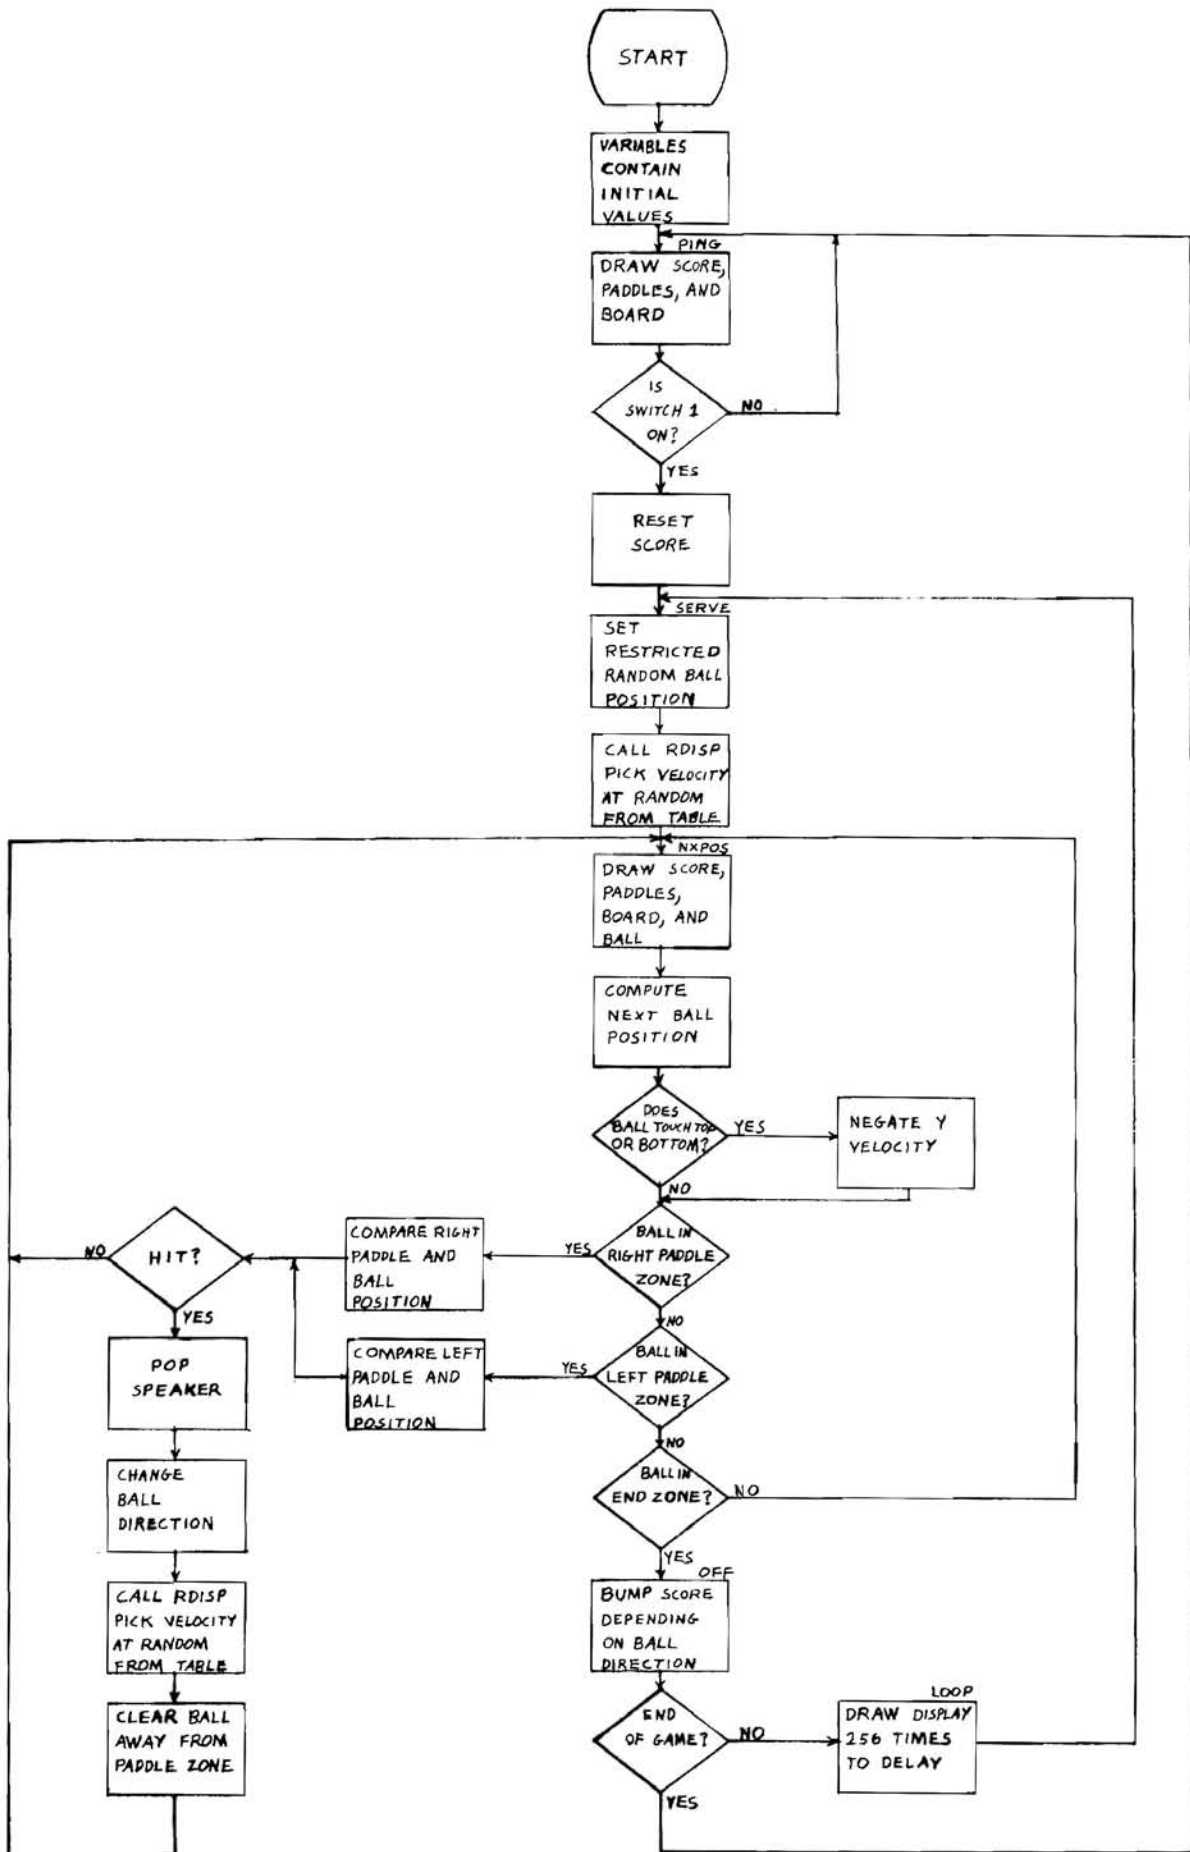 START
VARIABLES
CONTAIN
INITIAL
VALUES
PING
DRAW SCORE,
PADDLES, AND
BOARD
IS
SWITCH 1
ON?
NO
YES
RESET
SCORE
SERVE
SET
RESTRICTED
RANDOM BALL
POSITION
CALL RDISP
PICK VELOCITY
AT RANDOM
FROM TABLE
NXPOS
DRAW SCORE,
PADDLES,
BOARD, AND
BALL
COMPUTE
NEXT BALL
POSITION
DOES
BALL TOUCH TOP
OR BOTTOM?
YES
NEGATE Y
VELOCITY
NO
BALL IN
RIGHT PADDLE
ZONE?
YES
COMPARE RIGHT
PADDLE AND
BALL
POSITION
HIT?
NO
YES
NO
BALL IN
LEFT PADDLE
ZONE?
YES
COMPARE LEFT
PADDLE AND
BALL
POSITION
POP
SPEAKER
NO
BALL IN
END ZONE?
NO
CHANGE
BALL
DIRECTION
YES
OFF
BUMP SCORE
DEPENDING
ON BALL
DIRECTION
CALL RDISP
PICK VELOCITY
AT RANDOM
FROM TABLE
END
OF GAME?
NO
LOOP
DRAW DISPLAY
256 TIMES
TO DELAY
CLEAR BALL
AWAY FROM
PADDLE ZONE
YES